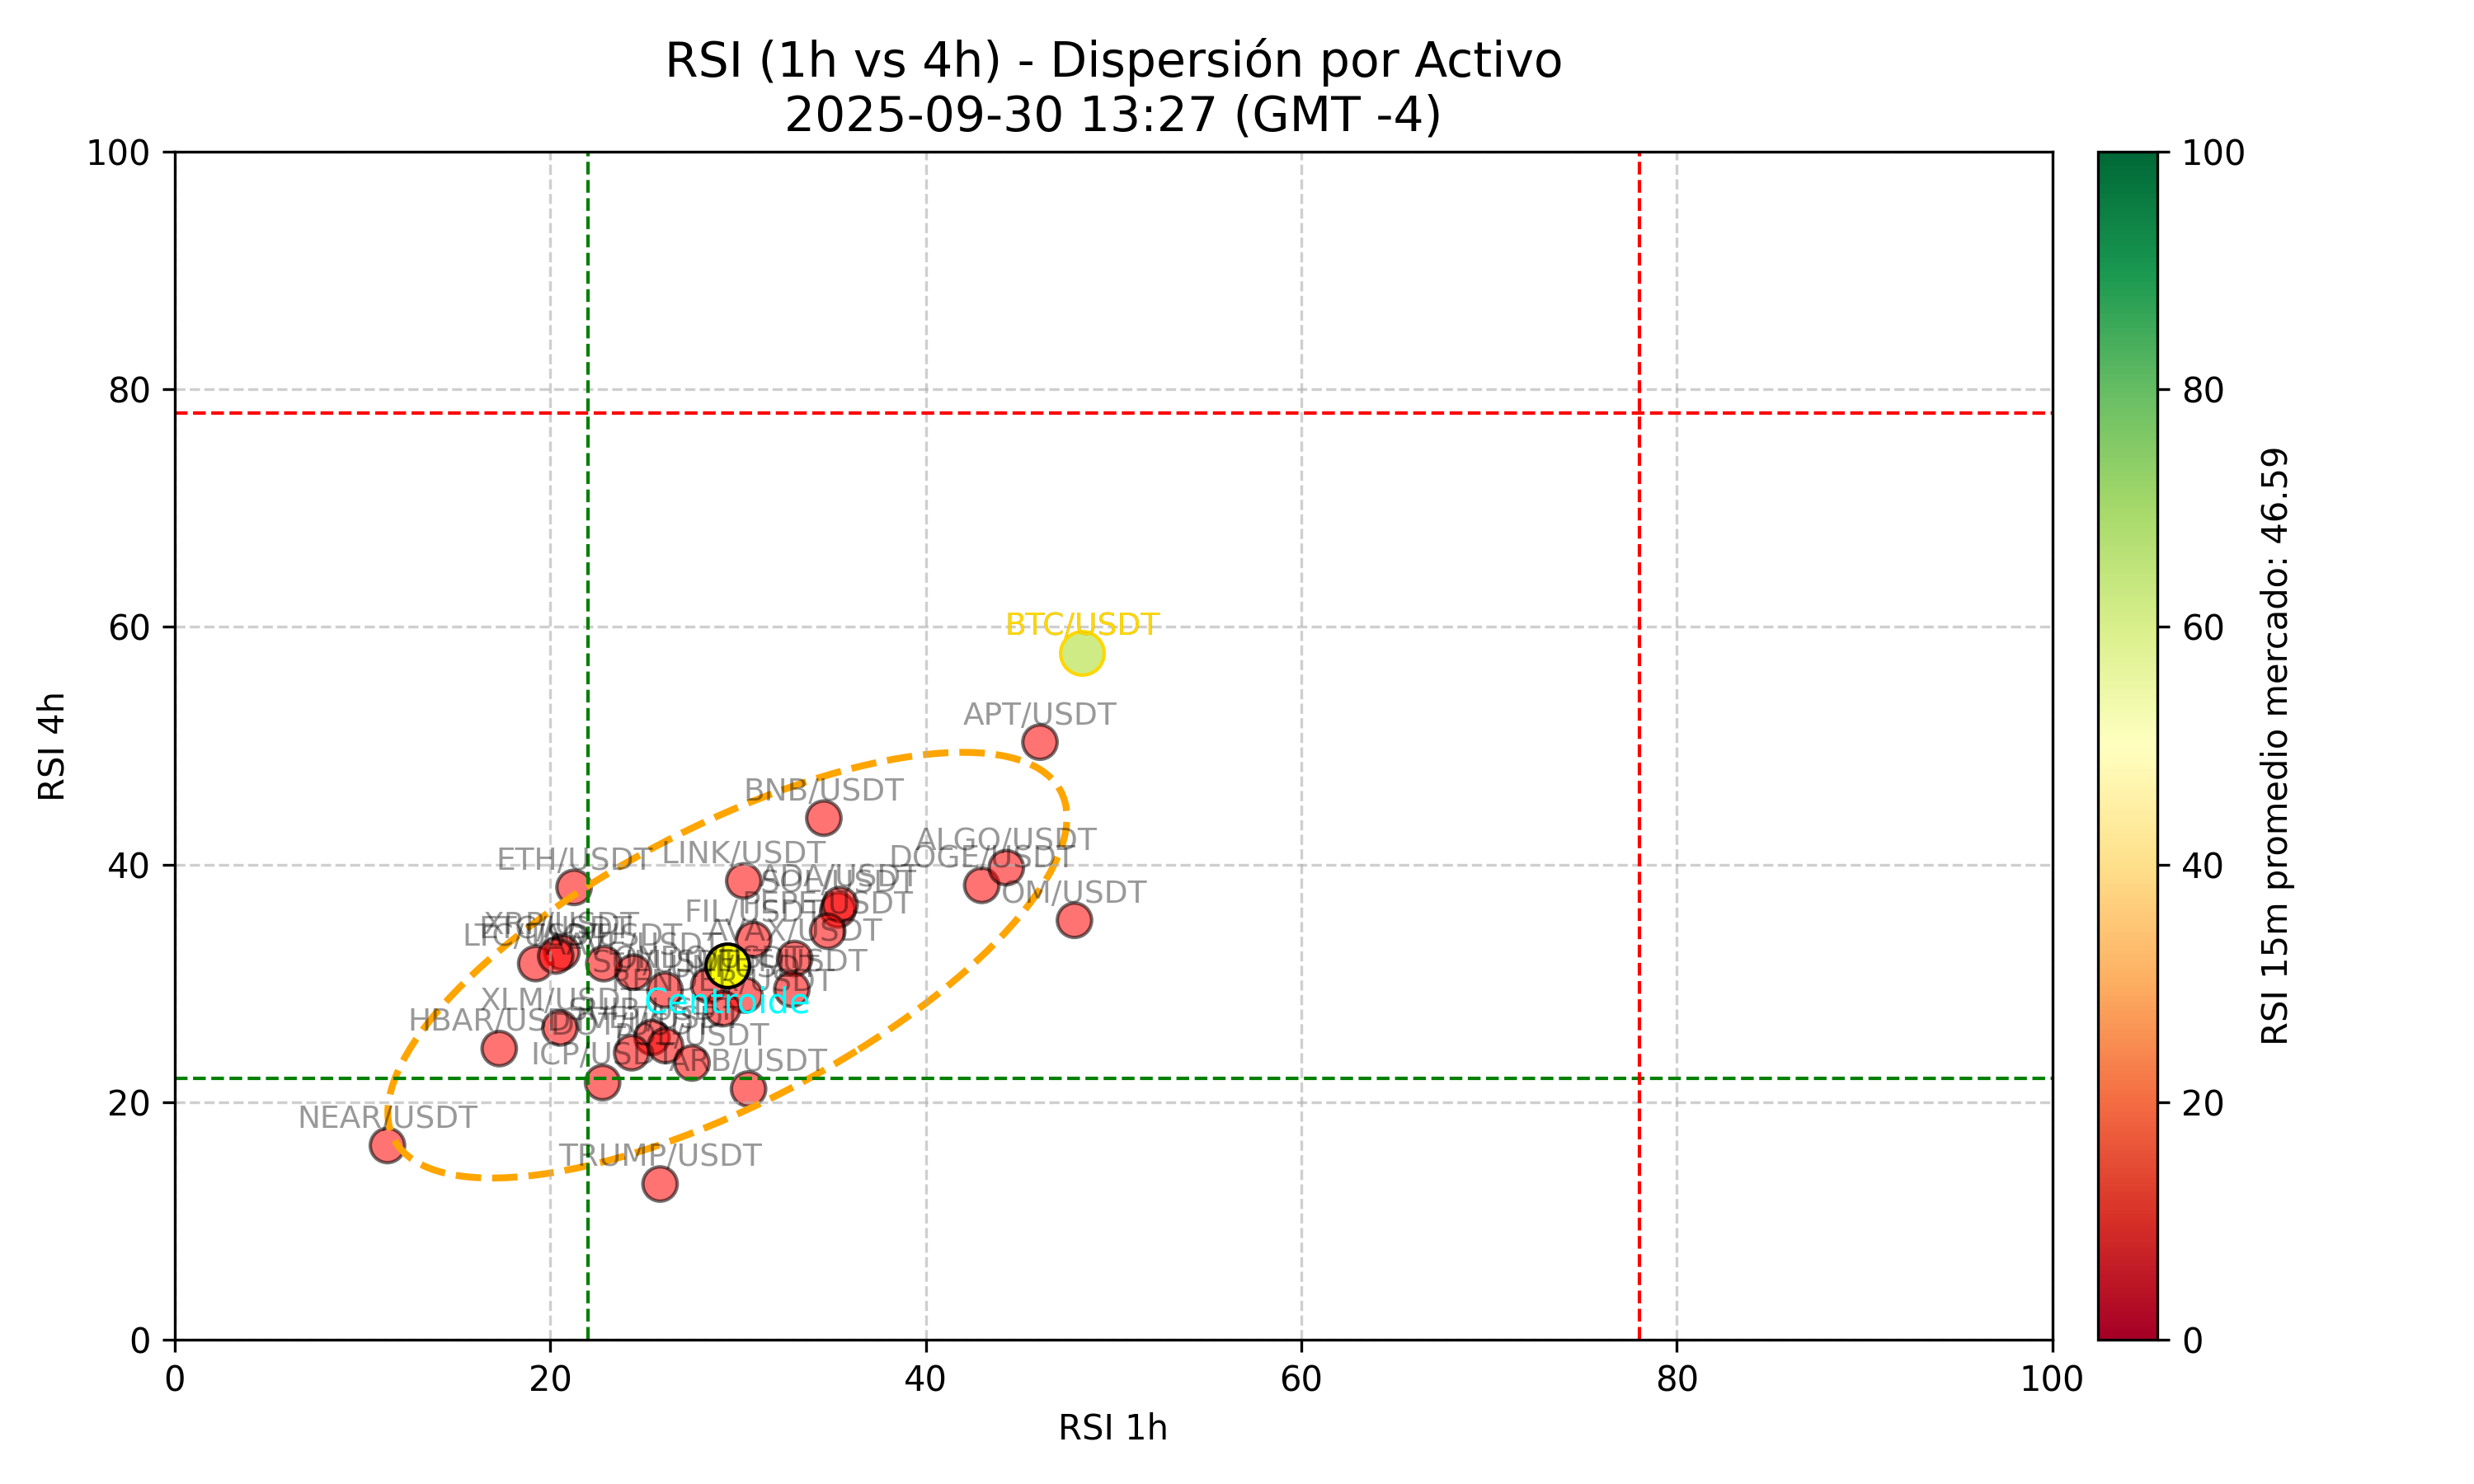 RSI (1h vs 4h) - Dispersión por Activo
2025-09-30 13:27 (GMT -4)
100
80
60
40
20
0
0
20
40
60
80
100
RSI 4h
RSI 1h
BTC/USDT
APT/USDT
BNB/USDT
ALGO/USDT
DOGE/USDT
LINK/USDT
ETH/USDT
ADA/USDT
SOL/USDT
OM/USDT
PEPE/USDT
FIL/USDT
XRP/USDT
AVAX/USDT
Centroide
XLM/USDT
HBAR/USDT
ICP/USDT
ARB/USDT
NEAR/USDT
TRUMP/USDT
100
80
60
40
20
0
RSI 15m promedio mercado: 46.59